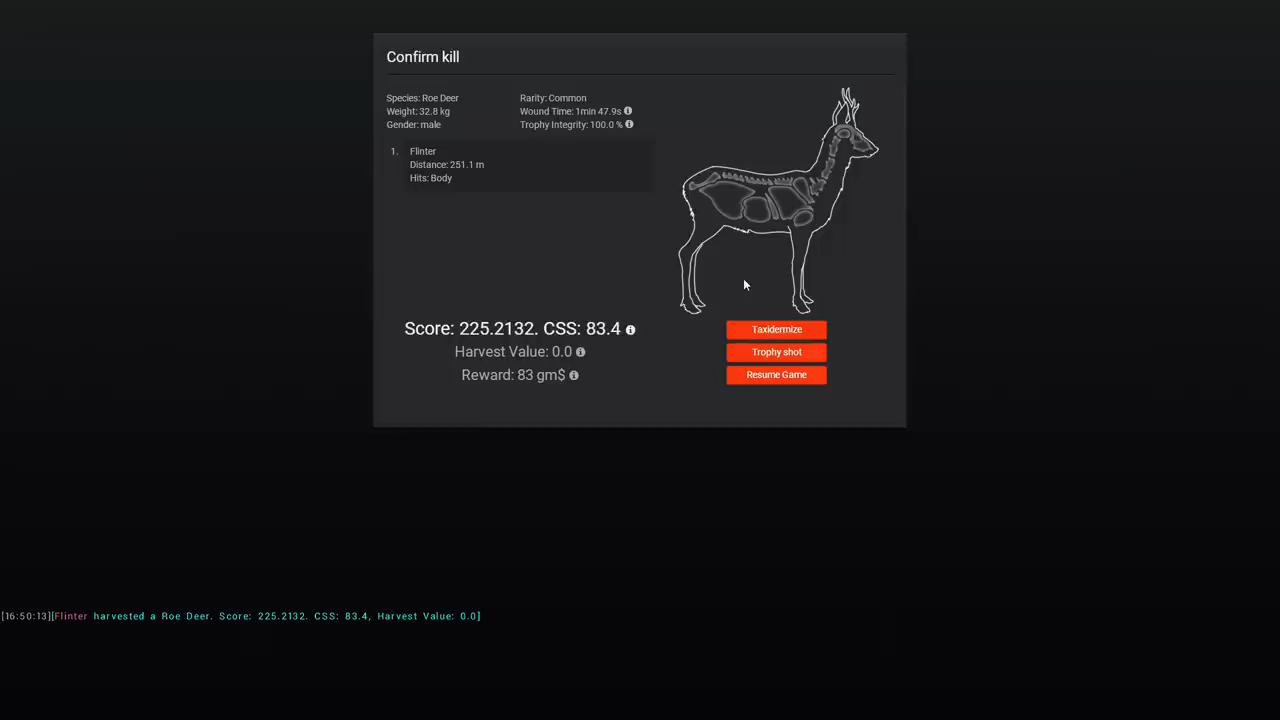 Confirm kill
Species: Roe Deer
Weight: 32.8 kg
Gender: male
Rarity: Common
Wound Time: 1min 47.9s
Trophy Integrity: 100.0 %
1. Flinter
Distance: 251.1 m
Hits: Body
Score: 225.2132. CSS: 83.4
Harvest Value: 0.0
Reward: 83 gm$
Taxidermize
Trophy shot
Resume Game
[16:50:13][Flinter harvested a Roe Deer. Score: 225.2132. CSS: 83.4, Harvest Value: 0.0]